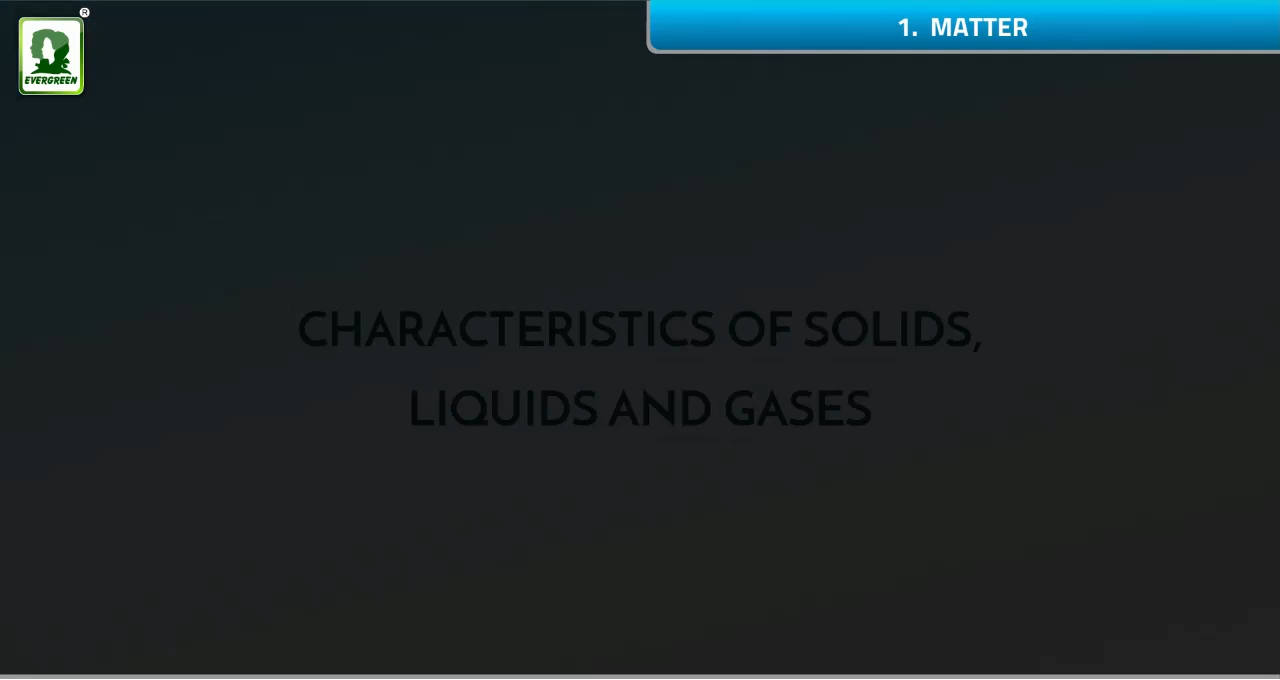 ®
EVERGREEN
1. MATTER
CHARACTERISTICS OF SOLIDS,
LIQUIDS AND GASES